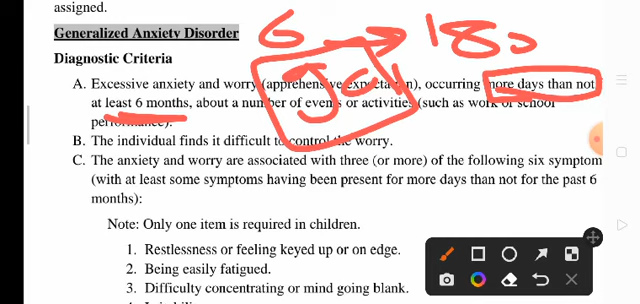 assigned.
Generalized Anxiety Disorder
6 → 180
Diagnostic Criteria
A. Excessive anxiety and worry (apprehensive expectation), occurring more days than not
at least 6 months, about a number of events or activities (such as work or school
performance).
B. The individual finds it difficult to control the worry.
C. The anxiety and worry are associated with three (or more) of the following six symptom
(with at least some symptoms having been present for more days than not for the past 6
months):
Note: Only one item is required in children.
1. Restlessness or feeling keyed up or on edge.
2. Being easily fatigued.
3. Difficulty concentrating or mind going blank.